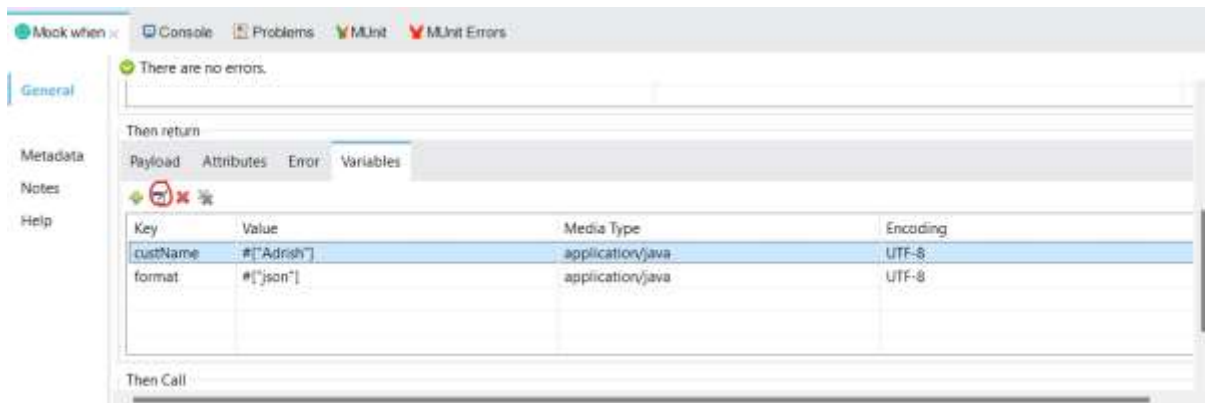 Mock when Console Problems MUnit MUnit Errors
There are no errors.
General
Then return
Metadata
Payload Attributes Error Variables
Notes
Help
Key Value Media Type Encoding
custName #["Adrish"] application/java UTF-8
format #["json"] application/java UTF-8
Then Call